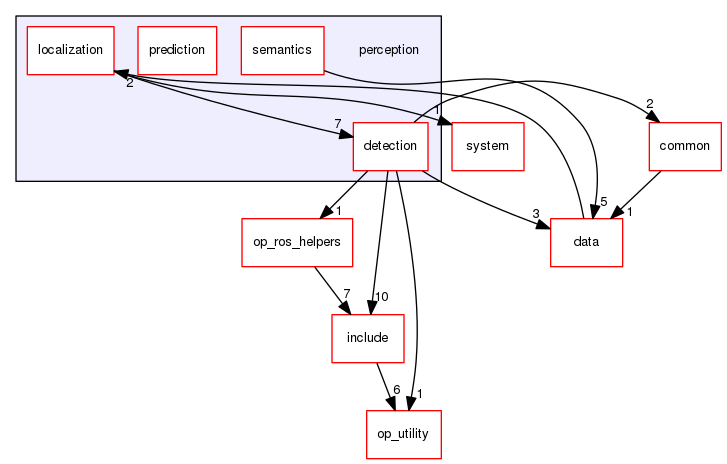 localization
prediction
semantics
perception
2
7
1
2
detection
system
common
1
3
5
1
op_ros_helpers
data
7
10
include
6
1
op_utility